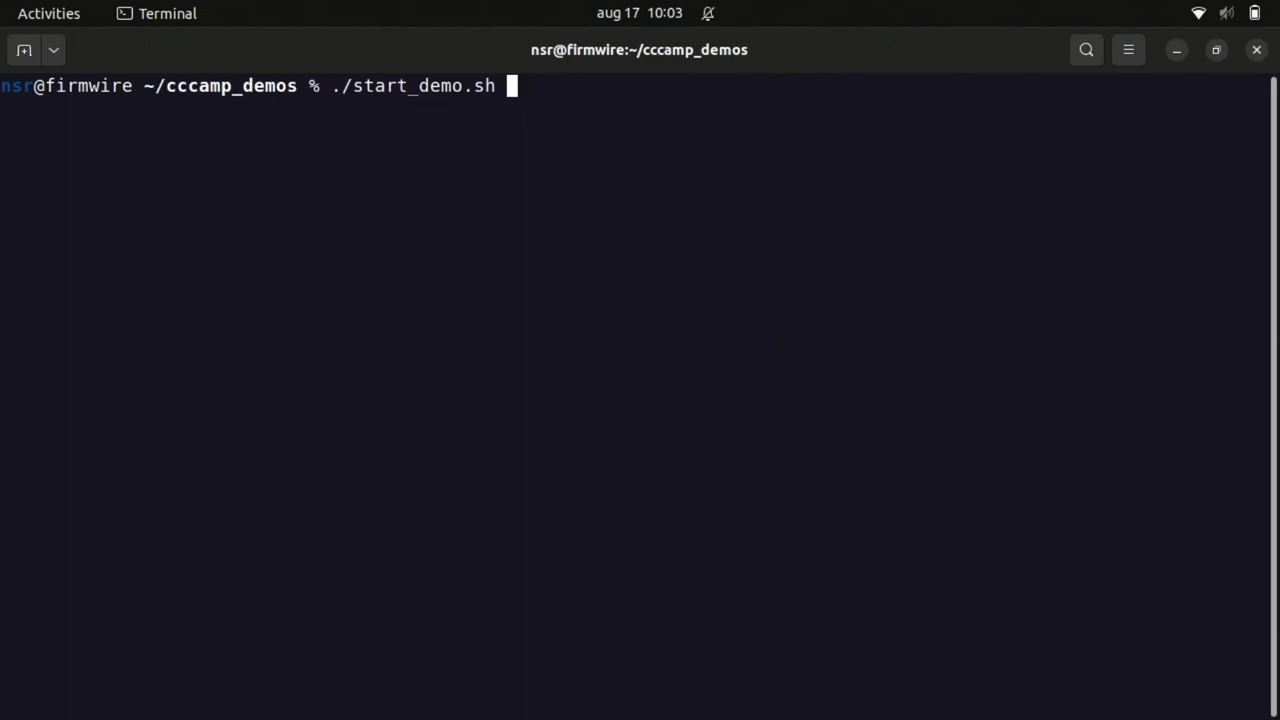 Activities Terminal aug 17 10:03
nsr@firmwire:~/cccamp_demos
nsr@firmwire ~/cccamp_demos % ./start_demo.sh